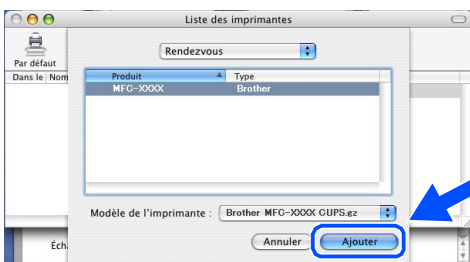 Liste des imprimantes
Rendezvous
Par défaut
Dans le Nom
Produit Type
MFC-XXXX Brother
Modèle de l'imprimante : Brother MFC-XXXX CUPS.gz
Éch
Annuler Ajouter